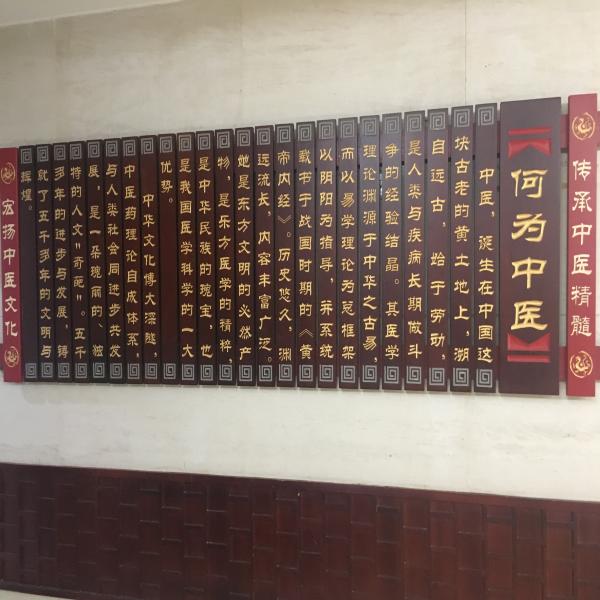 传承中医精髓
何为中医
中医，诞生在中国这
块古老的黄土地上，溯
自远古，始于劳动，
是人类与疾病长期做斗
争的经验结晶。其医学
理论渊源于中华之古易，
而以易学理论为总框架
以阴阳为指导，并系统
载书于战国时期的《黄
帝内经》。历史悠久，渊
远流长，内容丰富广泛。
她是东方文明的必然产
物，是东方医学的精粹，
是中华民族的瑰宝，也
是我国医学科学的一大
优势。
中华文化博大深邃，
中医药理论自成体系，
与人类社会同进步共发
展，是一朵瑰丽的、独
特的人文"奇葩"。五千
多年的进步与发展，铸
就了五千多年的文明与
辉煌。
宏扬中医文化